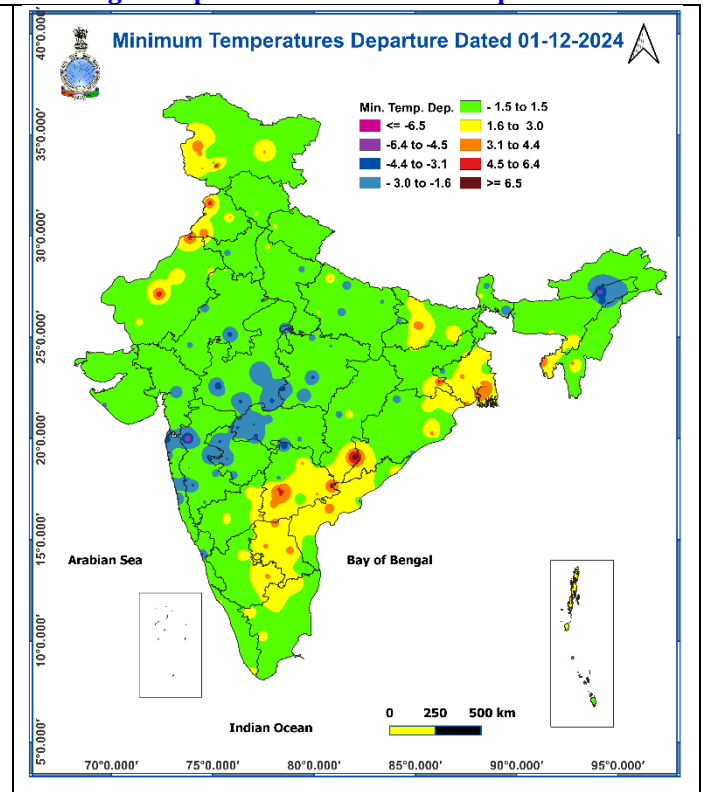 Minimum Temperatures Departure Dated 01-12-2024
Min. Temp. Dep.
<= -6.5
-6.4 to -4.5
-4.4 to -3.1
- 3.0 to -1.6
- 1.5 to 1.5
1.6 to 3.0
3.1 to 4.4
4.5 to 6.4
>= 6.5
40°0.000'
35°0.000'
30°0.000'
25°0.000'
20°0.000'
15°0.000'
10°0.000'
5°0.000'
Arabian Sea
Bay of Bengal
Indian Ocean
0 250 500 km
70°0.000' 75°0.000' 80°0.000' 85°0.000' 90°0.000' 95°0.000'